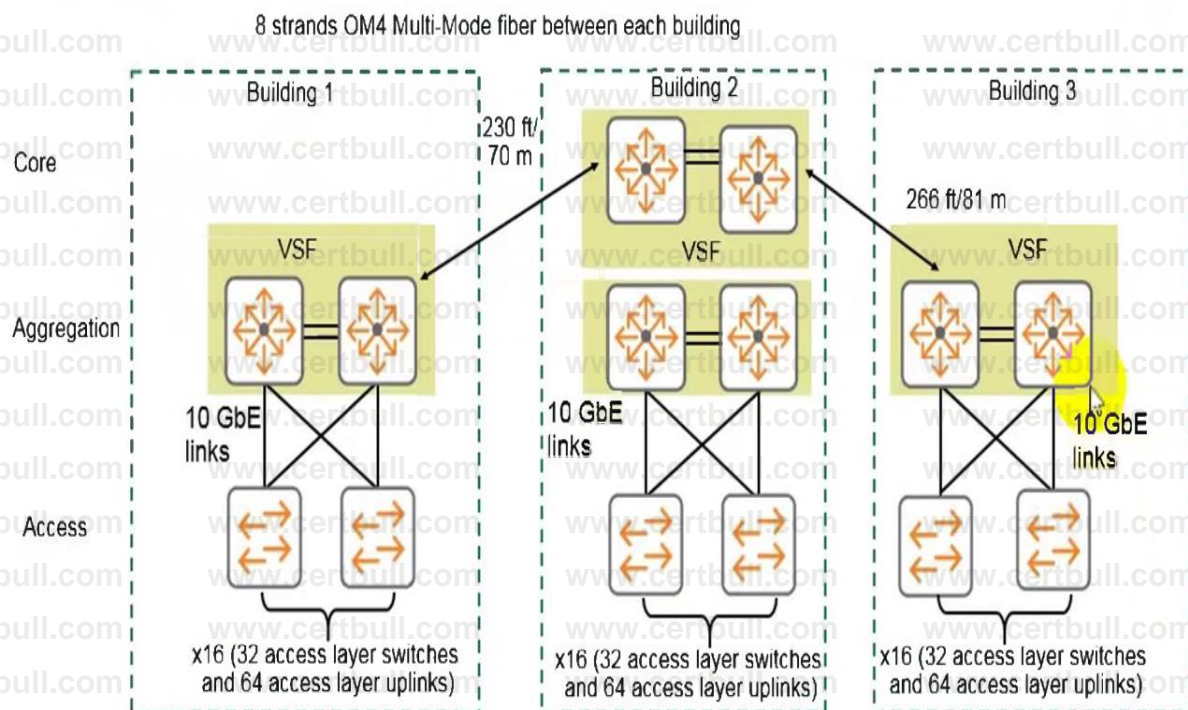 8 strands OM4 Multi-Mode fiber between each building
www.certbull.com
Building 1
Building 2
Building 3
Core
230 ft/
70 m
266 ft/81 m
VSF
VSF
VSF
Aggregation
10 GbE
links
10 GbE
links
10 GbE
links
Access
x16 (32 access layer switches
and 64 access layer uplinks)
x16 (32 access layer switches
and 64 access layer uplinks)
x16 (32 access layer switches
and 64 access layer uplinks)